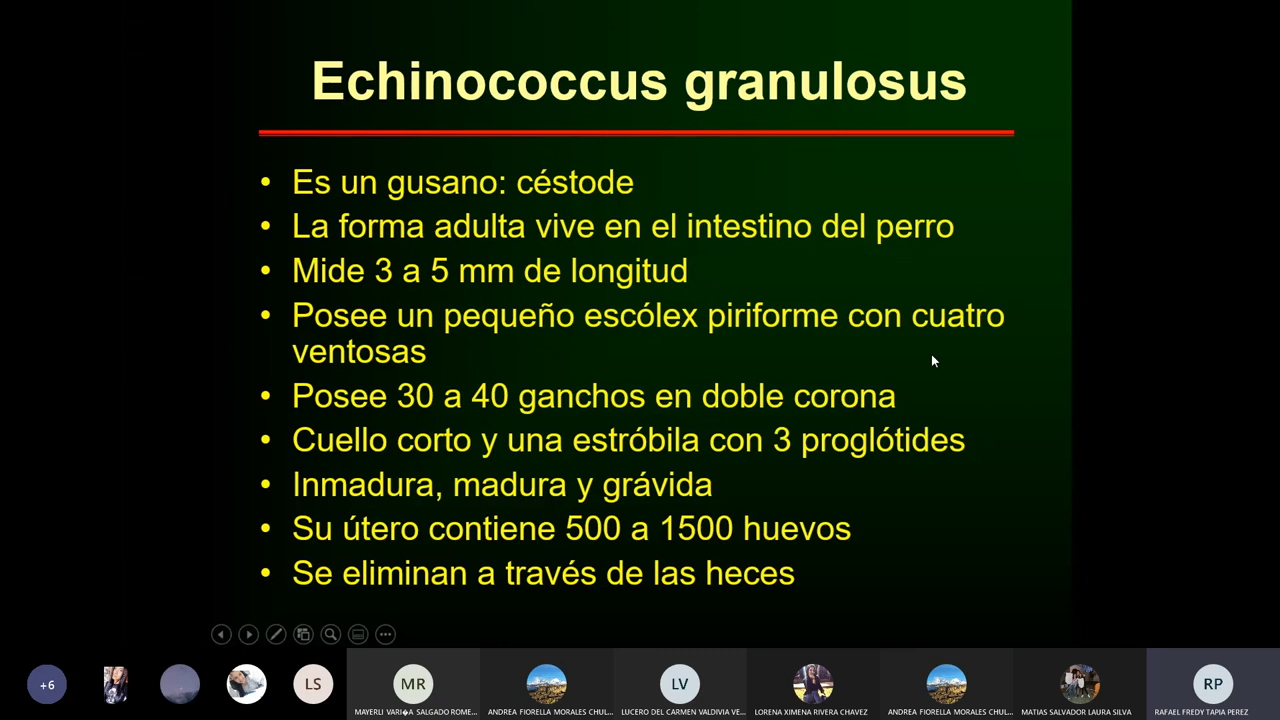 Echinococcus granulosus
• Es un gusano: céstode
• La forma adulta vive en el intestino del perro
• Mide 3 a 5 mm de longitud
• Posee un pequeño escólex piriforme con cuatro
ventosas
• Posee 30 a 40 ganchos en doble corona
• Cuello corto y una estróbila con 3 proglótides
• Inmadura, madura y grávida
• Su útero contiene 500 a 1500 huevos
• Se eliminan a través de las heces
+6
LS
MR
LV
RP
MAYERLI VARI�A SALGADO ROME...
ANDREA FIORELLA MORALES CHUL...
LUCERO DEL CARMEN VALDIVIA VE...
LORENA XIMENA RIVERA CHAVEZ
ANDREA FIORELLA MORALES CHUL...
MATIAS SALVADOR LAURA SILVA
RAFAEL FREDY TAPIA PEREZ